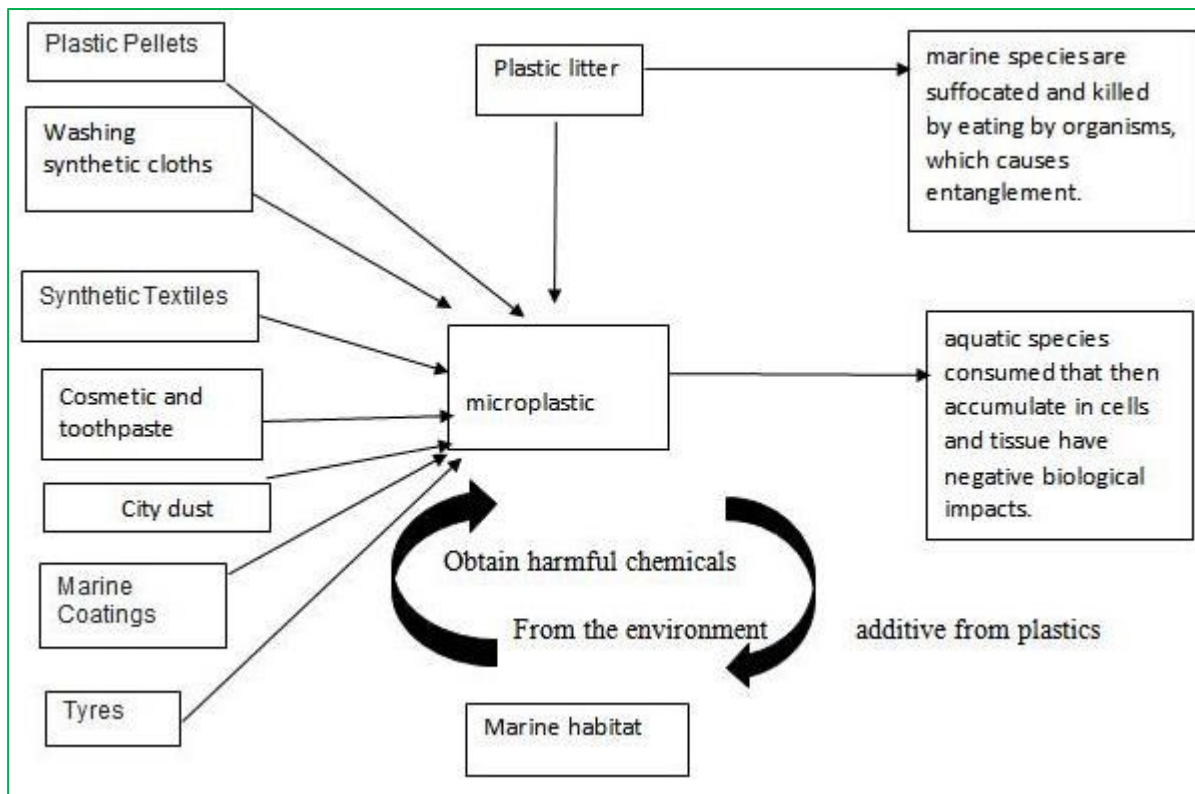 Plastic Pellets
Washing
synthetic cloths
Synthetic Textiles
Cosmetic and
toothpaste
City dust
Marine
Coatings
Tyres
Plastic litter
microplastic
marine species are
suffocated and killed
by eating by organisms,
which causes
entanglement.
aquatic species
consumed that then
accumulate in cells
and tissue have
negative biological
impacts.
Obtain harmful chemicals
From the environment
additive from plastics
Marine habitat